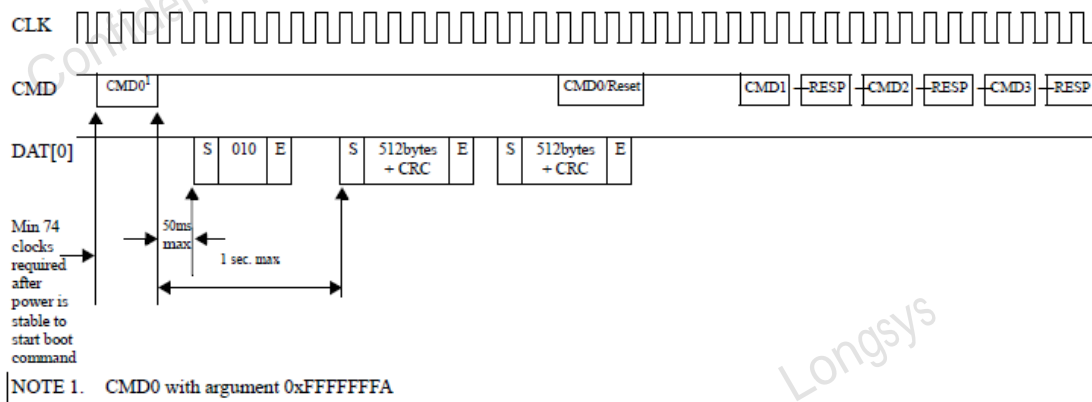 Confiden
CLK
CMD CMD0¹ CMD0/Reset CMD1 RESP CMD2 RESP CMD3 RESP
DAT[0] S 010 E S 512bytes + CRC E S 512bytes + CRC E
50ms max
1 sec. max
Min 74
clocks
required
after
power is
stable to
start boot
command
Longsys
NOTE 1. CMD0 with argument 0xFFFFFFFA